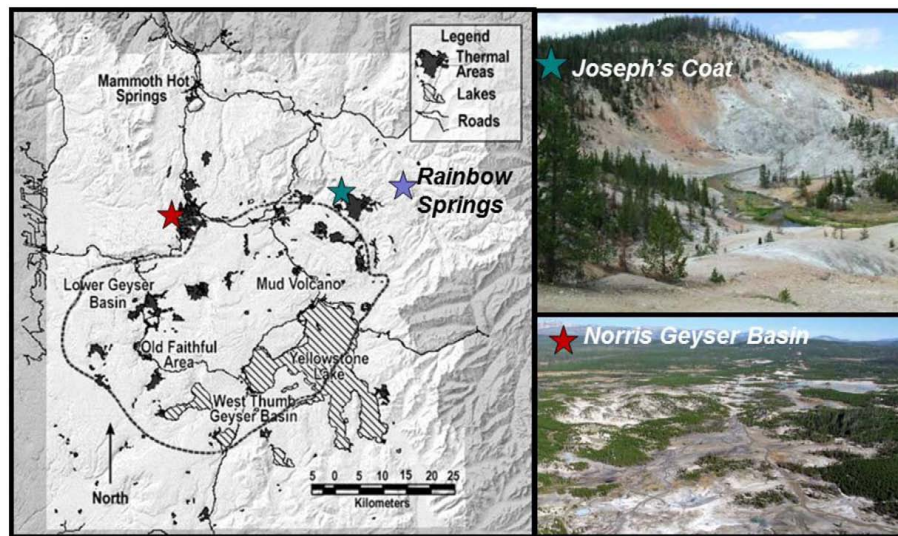 Legend
Thermal
Areas
Lakes
Roads
Mammoth Hot
Springs
Rainbow
Springs
Lower Geyser
Basin
Mud Volcano
Old Faithful
Area
Yellowstone
Lake
West Thumb
Geyser Basin
North
5 0 5 10 15 20 25
Kilometers
Joseph's Coat
Norris Geyser Basin